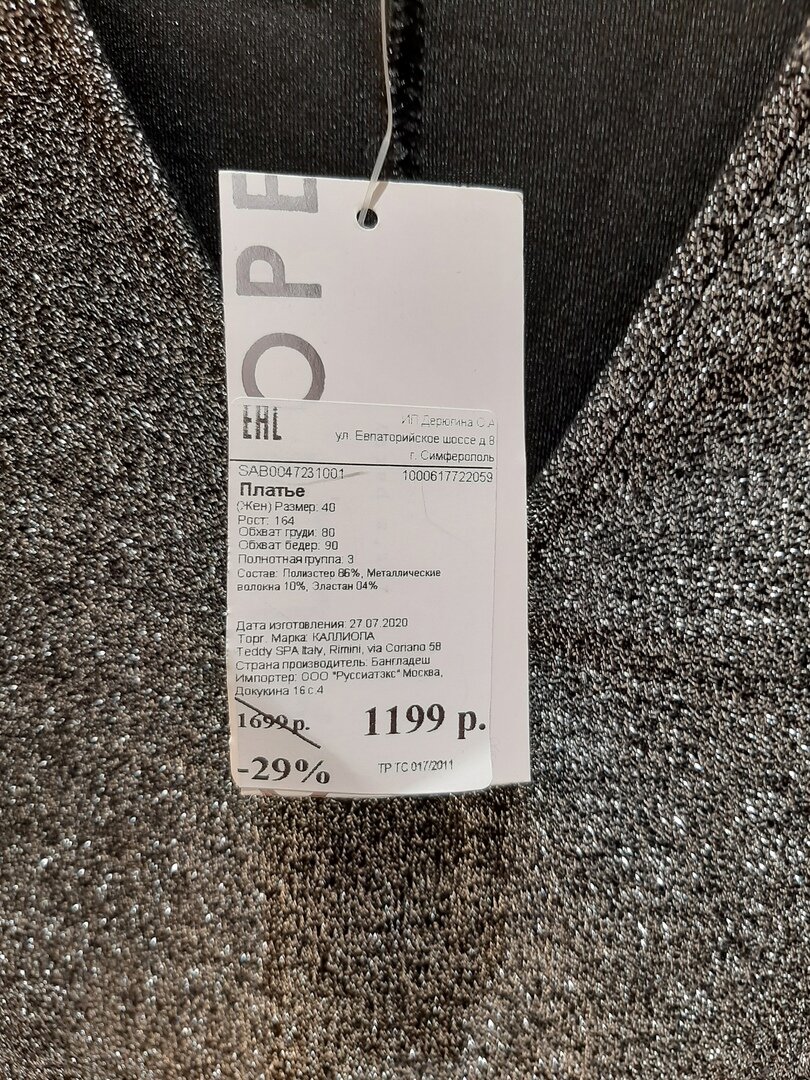 OPE
EAC
ИП Дерюгина С.А
ул. Евпаторийское шоссе д 8
г. Симферополь
SAB0047231001 1000617722059
Платье
(Жен) Размер: 40
Рост: 164
Обхват груди: 80
Обхват бедер: 90
Полнотная группа: 3
Состав: Полиэстер 86%, Металлические
волокна 10%, Эластан 04%
Дата изготовления: 27.07.2020
Торг. Марка: КАЛЛИОПА
Teddy SPA Italy, Rimini, via Coriano 58
Страна производитель: Бангладеш
Импортер: ООО "Руссиатэкс" Москва,
Докукина 16 с 4
1699 р. 1199 р.
-29% ТР ТС 017/2011